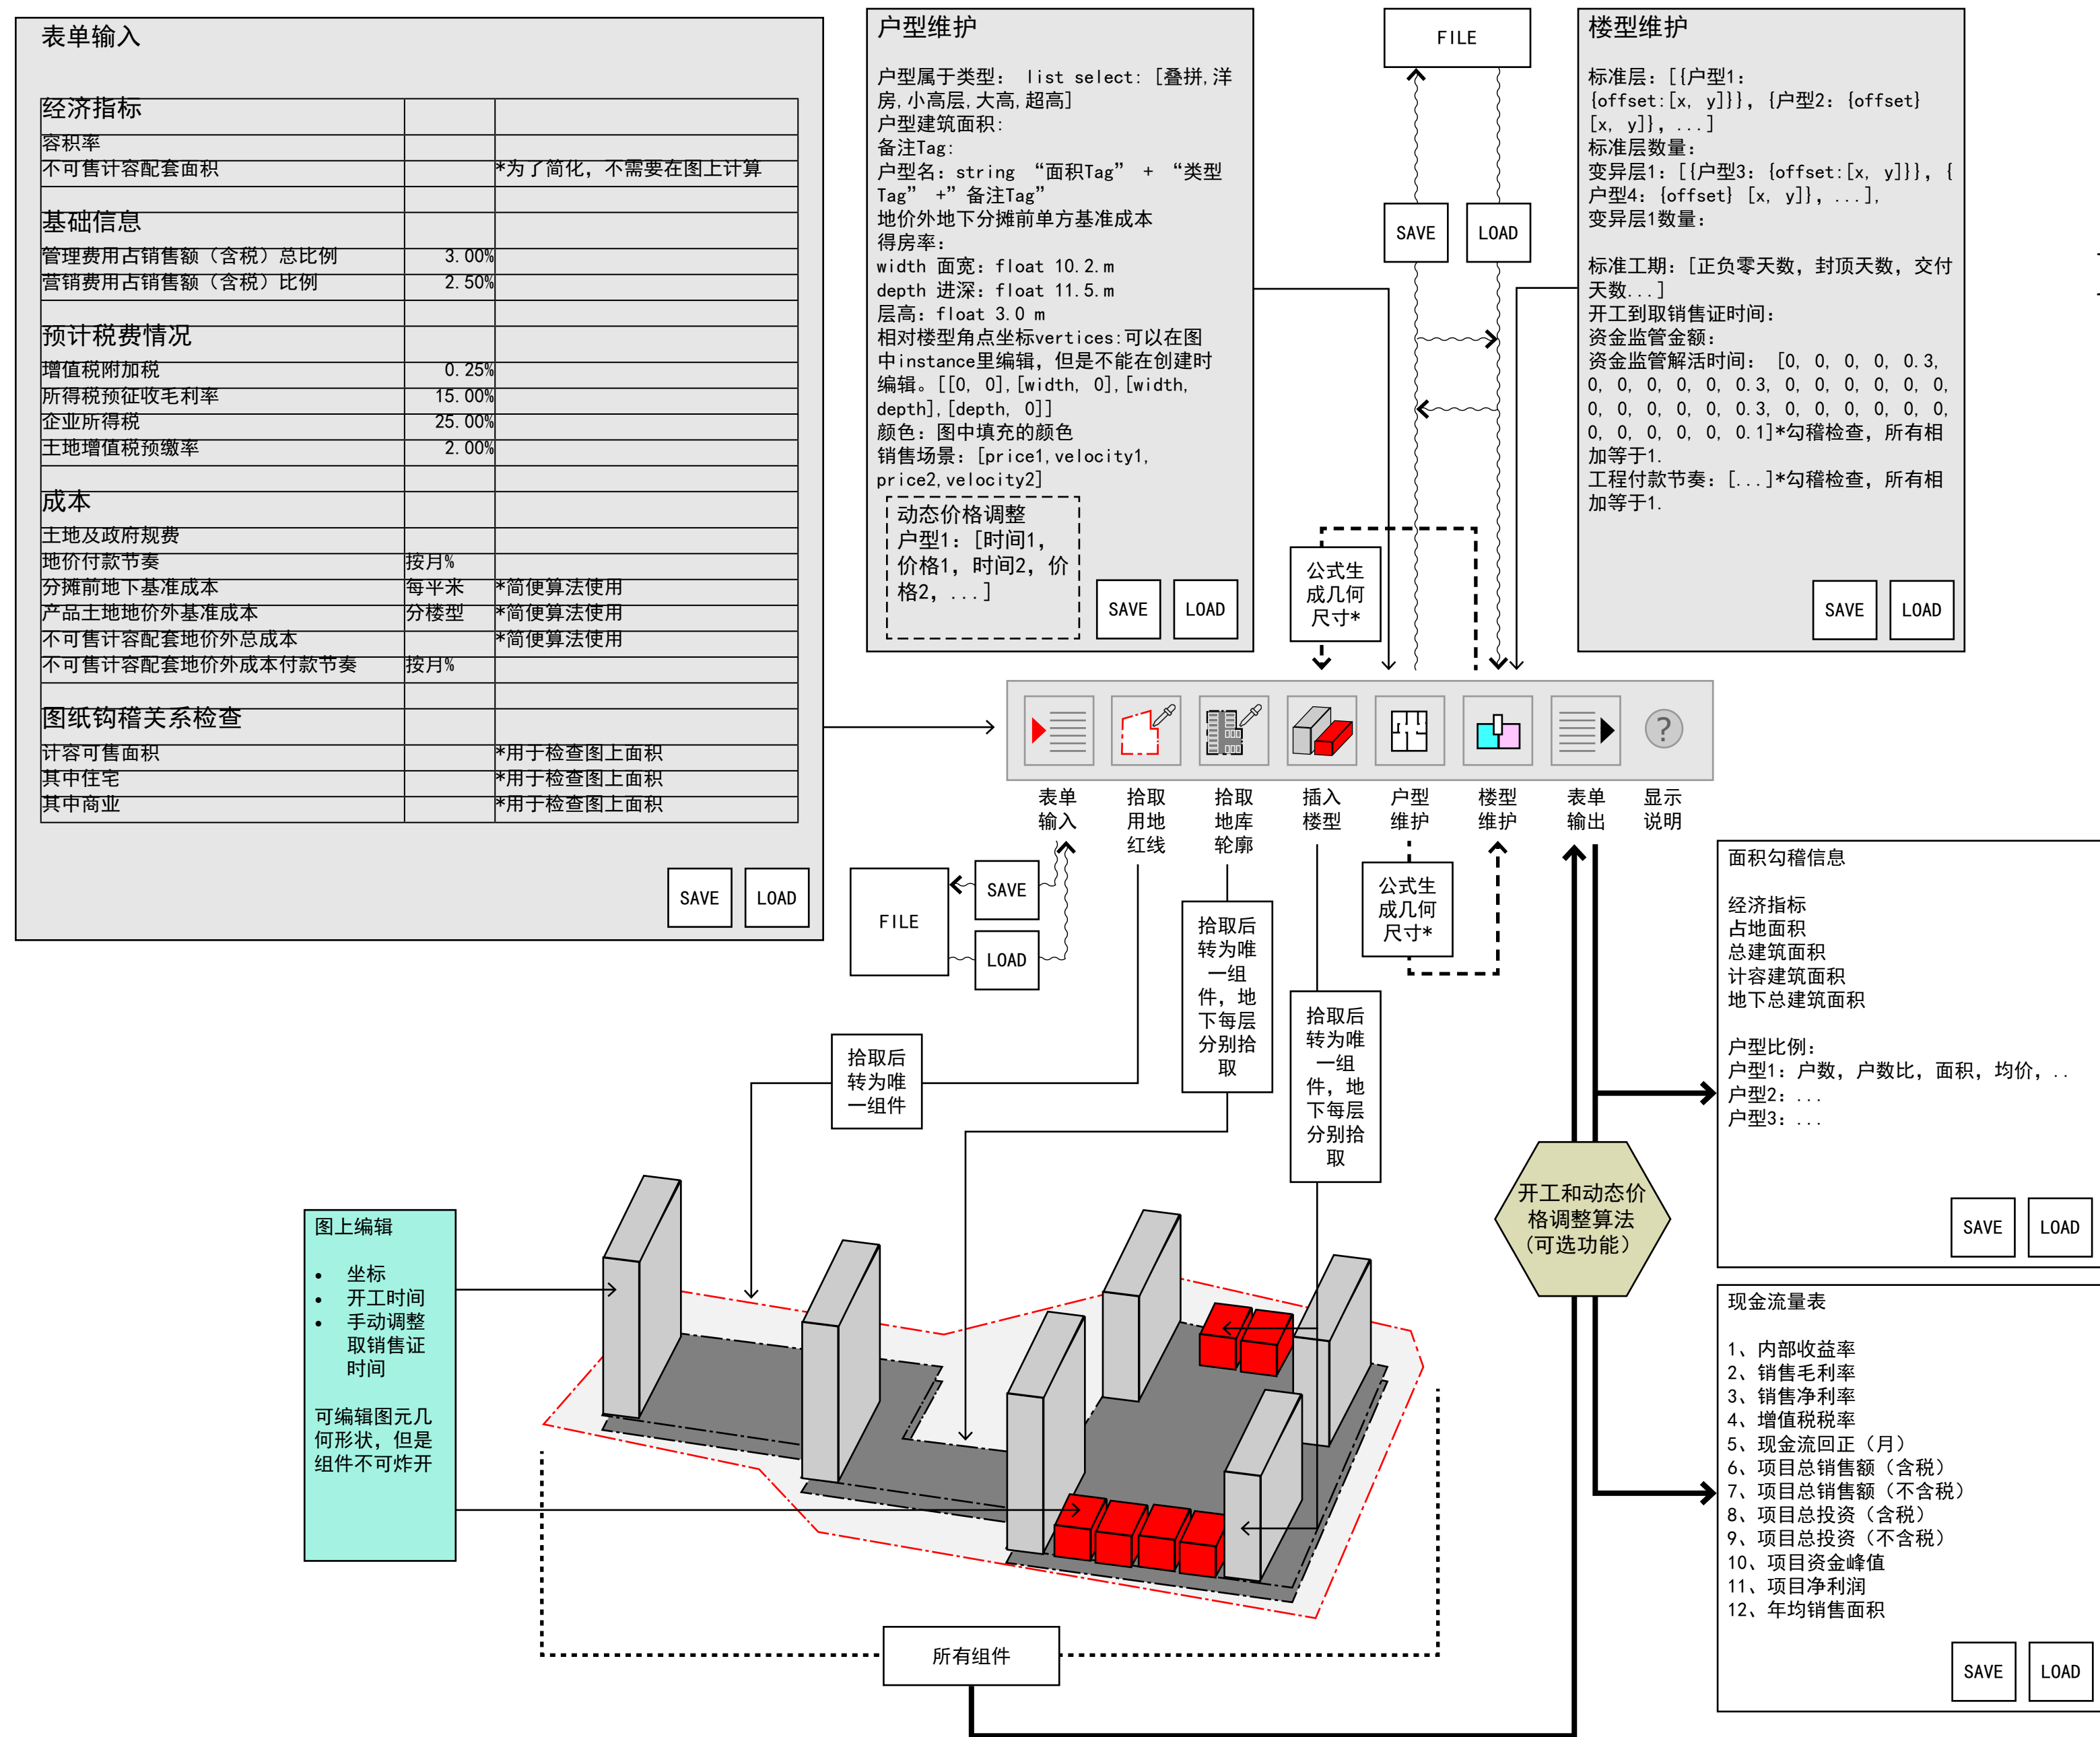 表单输入
经济指标
容积率
不可售计容配套面积 *为了简化，不需要在图上计算
基础信息
管理费用占销售额（含税）总比例 3.00%
营销费用占销售额（含税）比例 2.50%
预计税费情况
增值税附加税 0.25%
所得税预征收毛利率 15.00%
企业所得税 25.00%
土地增值税预缴率 2.00%
成本
土地及政府规费
地价付款节奏 按月%
分摊前地下基准成本 每平米 *简便算法使用
产品土地地价外基准成本 分楼型 *简便算法使用
不可售计容配套地价外总成本 *简便算法使用
不可售计容配套地价外成本付款节奏 按月%
图纸钩稽关系检查
计容可售面积 *用于检查图上面积
其中住宅 *用于检查图上面积
其中商业 *用于检查图上面积
SAVE LOAD
户型维护
户型属于类型： list select: [叠拼,洋
房,小高层,大高,超高]
户型建筑面积:
备注Tag:
户型名：string “面积Tag” + “类型
Tag” +”备注Tag”
地价外地下分摊前单方基准成本
得房率：
width 面宽：float 10.2.m
depth 进深：float 11.5.m
层高：float 3.0 m
相对楼型角点坐标vertices:可以在图
中instance里编辑，但是不能在创建时
编辑。[[0, 0],[width, 0],[width,
depth],[depth, 0]]
颜色：图中填充的颜色
销售场景：[price1,velocity1,
price2,velocity2]
动态价格调整
户型1：[时间1，
价格1，时间2，价
格2，...]
SAVE LOAD
FILE
SAVE LOAD
公式生
成几何
尺寸*
楼型维护
标准层：[{户型1：
{offset:[x, y]}}，{户型2：{offset}
[x, y]}，...]
标准层数量：
变异层1：[{户型3：{offset:[x, y]}}，{
户型4：{offset} [x, y]}，...]，
变异层1数量：
标准工期：[正负零天数，封顶天数，交付
天数...]
开工到取销售证时间：
资金监管金额：
资金监管解活时间： [0, 0, 0, 0, 0.3,
0, 0, 0, 0, 0, 0.3, 0, 0, 0, 0, 0, 0,
0, 0, 0, 0, 0, 0.3, 0, 0, 0, 0, 0, 0,
0, 0, 0, 0, 0, 0.1]*勾稽检查，所有相
加等于1.
工程付款节奏：[...]*勾稽检查，所有相
加等于1.
SAVE LOAD
?
表单
输入
拾取
用地
红线
拾取
地库
轮廓
插入
楼型
户型
维护
楼型
维护
表单
输出
显示
说明
FILE
SAVE
LOAD
拾取后
转为唯
一组件
拾取后
转为唯
一组
件，地
下每层
分别拾
取
拾取后
转为唯
一组
件，地
下每层
分别拾
取
公式生
成几何
尺寸*
面积勾稽信息
经济指标
占地面积
总建筑面积
计容建筑面积
地下总建筑面积
户型比例：
户型1：户数，户数比，面积，均价，..
户型2：...
户型3：...
SAVE LOAD
开工和动态价
格调整算法
（可选功能）
图上编辑
• 坐标
• 开工时间
• 手动调整
取销售证
时间
可编辑图元几
何形状，但是
组件不可炸开
现金流量表
1、内部收益率
2、销售毛利率
3、销售净利率
4、增值税税率
5、现金流回正（月）
6、项目总销售额（含税）
7、项目总销售额（不含税）
8、项目总投资（含税）
9、项目总投资（不含税）
10、项目资金峰值
11、项目净利润
12、年均销售面积
SAVE LOAD
所有组件